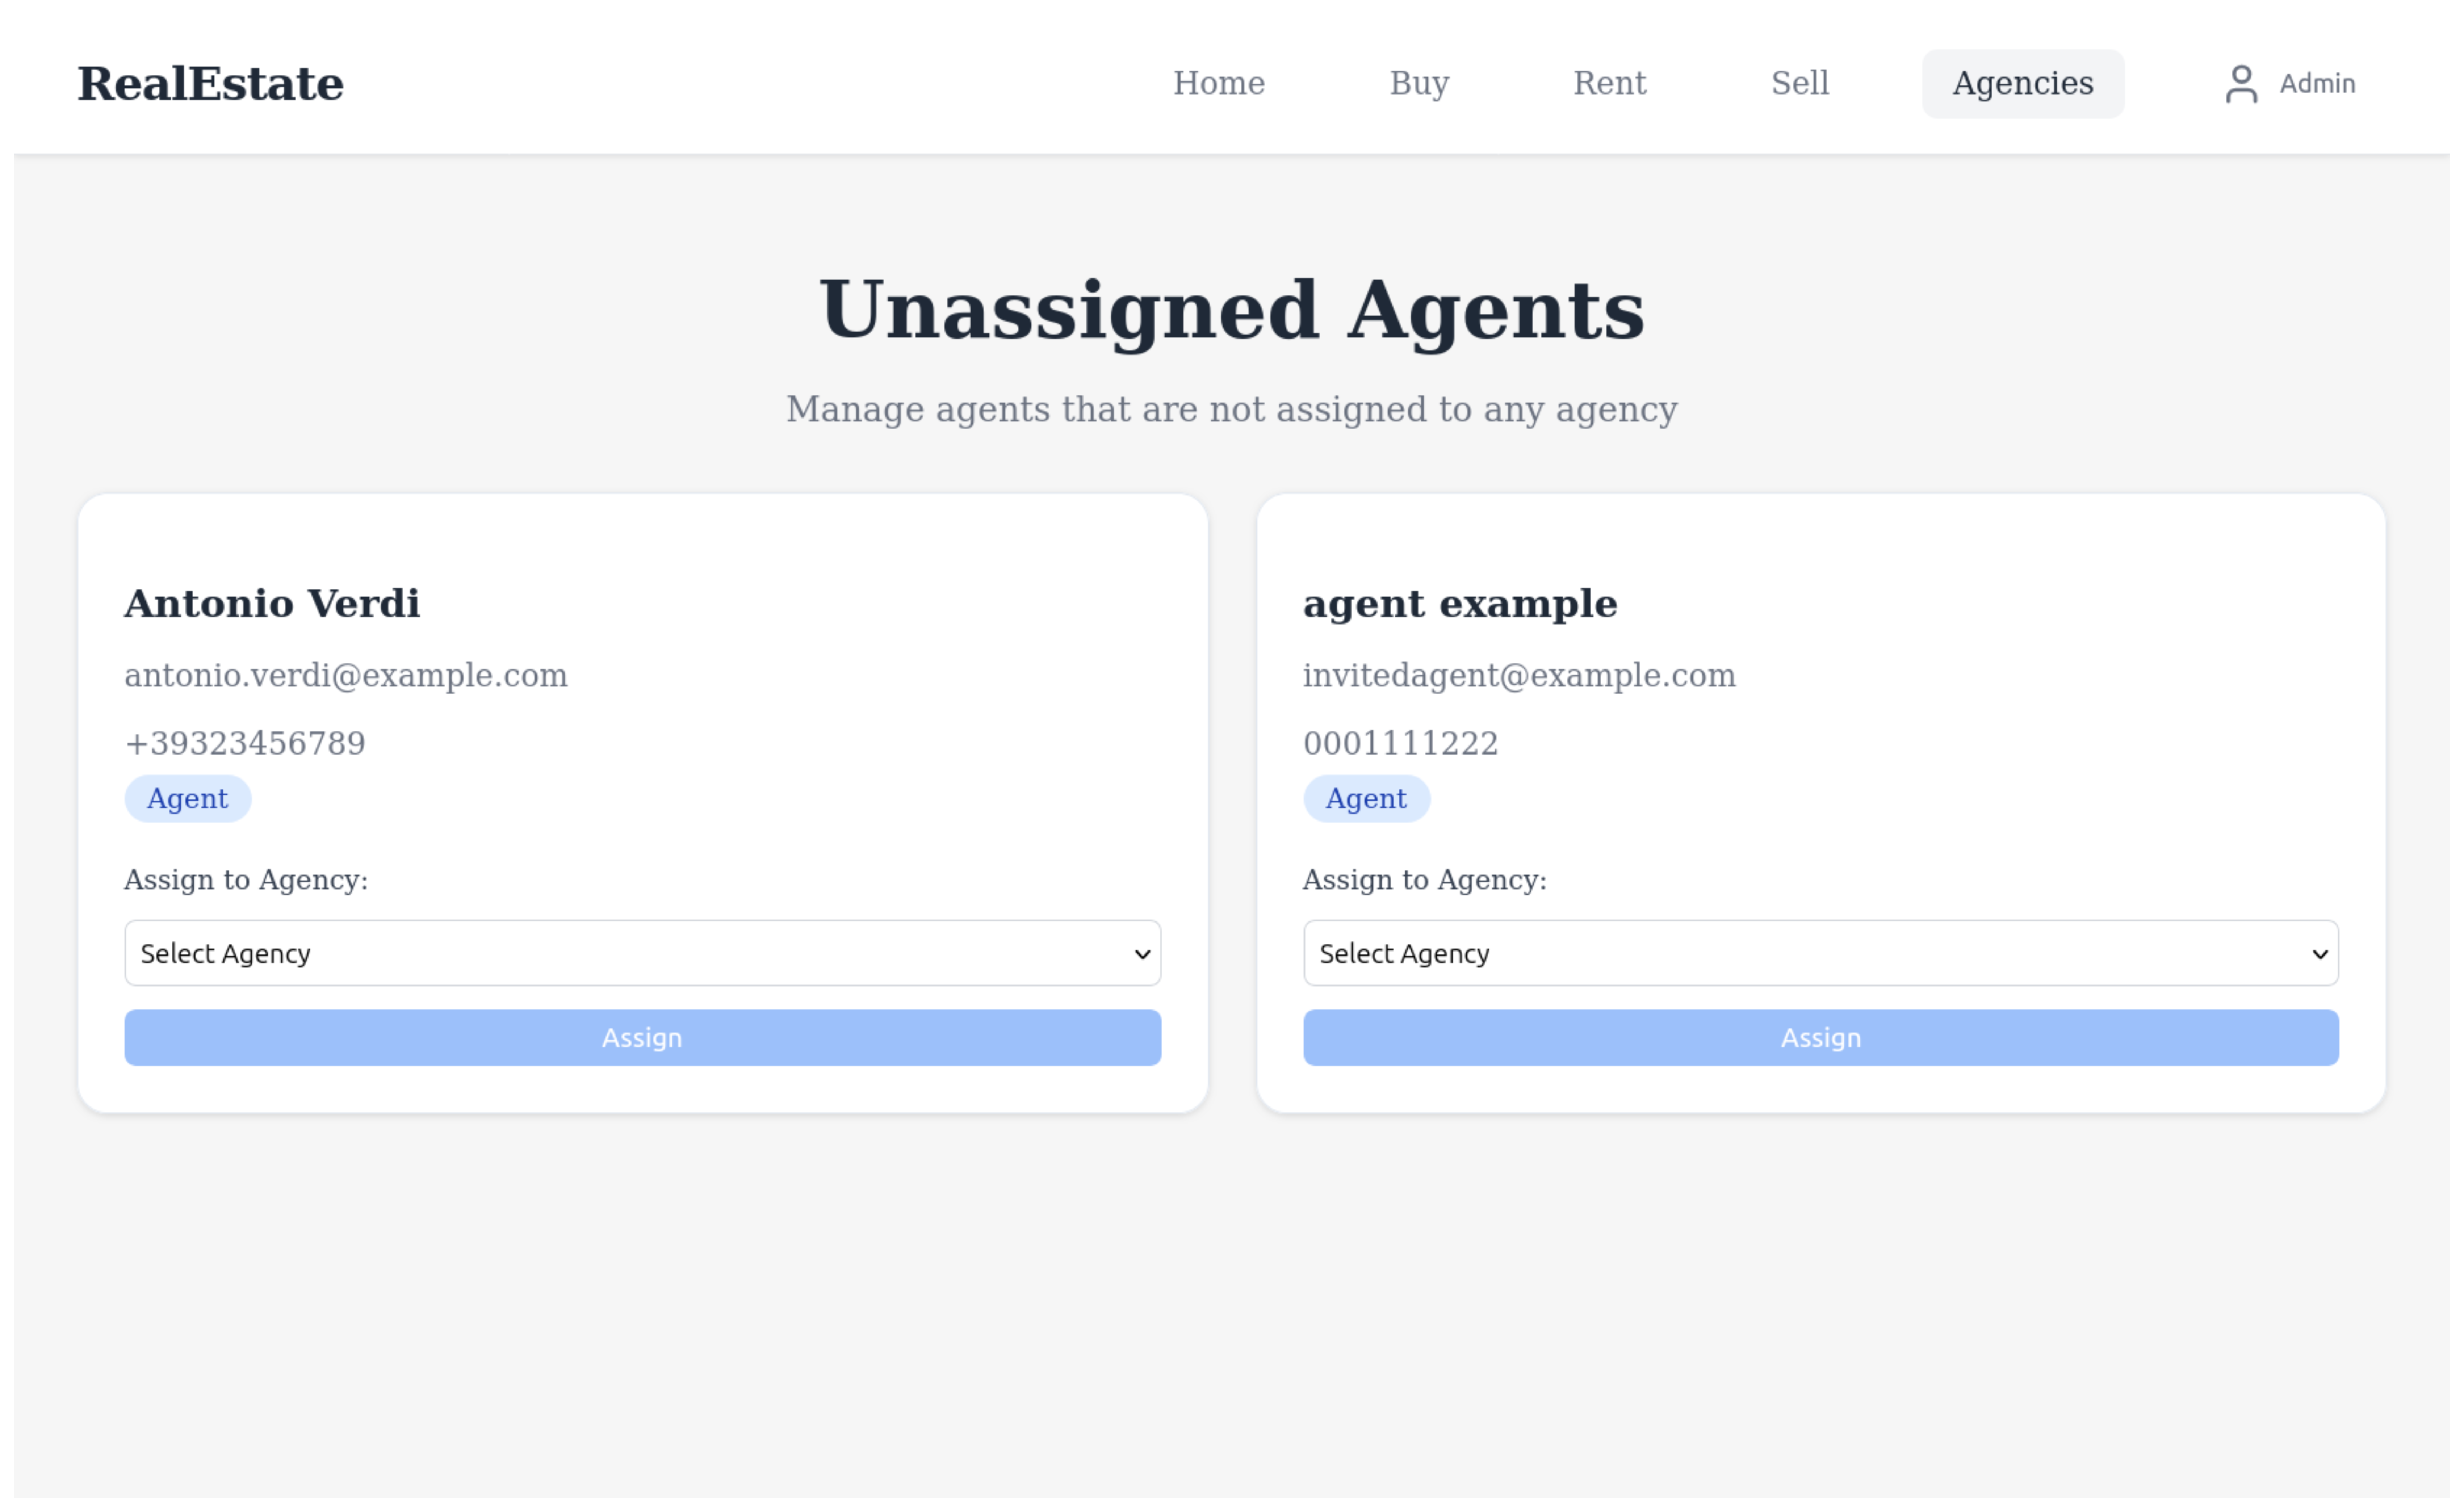 RealEstate
Home Buy Rent Sell Agencies Admin
Unassigned Agents
Manage agents that are not assigned to any agency
Antonio Verdi
antonio.verdi@example.com
+39323456789
Agent
Assign to Agency:
Select Agency
Assign
agent example
invitedagent@example.com
0001111222
Agent
Assign to Agency:
Select Agency
Assign